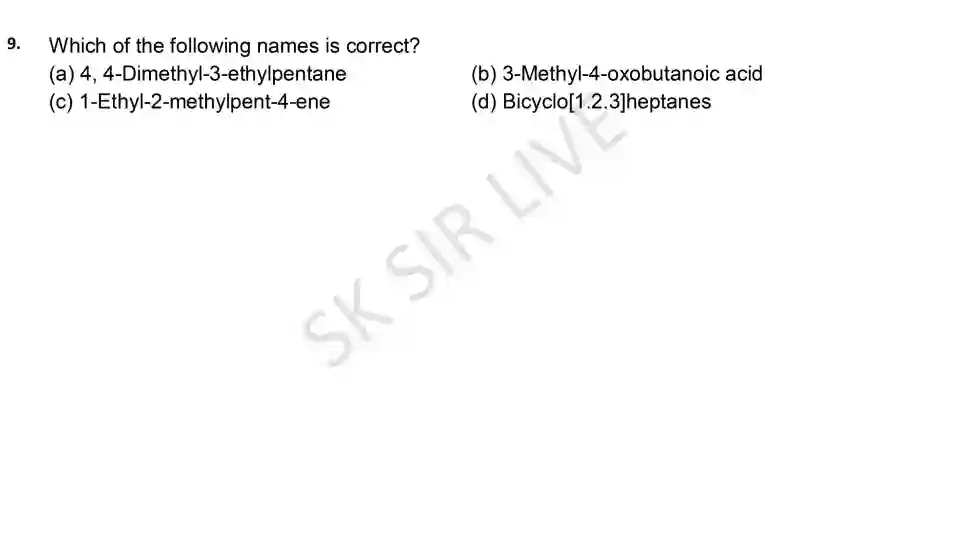 9. Which of the following names is correct?
(a) 4, 4-Dimethyl-3-ethylpentane (b) 3-Methyl-4-oxobutanoic acid
(c) 1-Ethyl-2-methylpent-4-ene (d) Bicyclo[1.2.3]heptanes
SK SIR LIVE